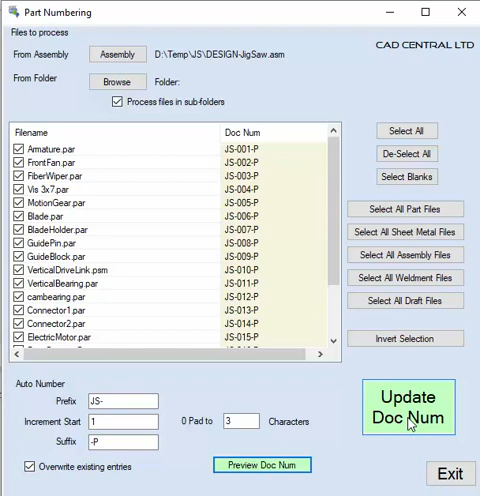 Part Numbering
Files to process
CAD CENTRAL LTD
From Assembly Assembly D:\Temp\JS\DESIGN-JigSaw.asm
From Folder Browse Folder:
Process files in sub-folders
Filename Doc Num
Armature.par JS-001-P
FrontFan.par JS-002-P
FiberWiper.par JS-003-P
Vis 3x7.par JS-004-P
MotionGear.par JS-005-P
Blade.par JS-006-P
BladeHolder.par JS-007-P
GuidePin.par JS-008-P
GuideBlock.par JS-009-P
VerticalDriveLink.psm JS-010-P
VerticalBearing.par JS-011-P
cambearing.par JS-012-P
Connector1.par JS-013-P
Connector2.par JS-014-P
ElectricMotor.par JS-015-P
Select All
De-Select All
Select Blanks
Select All Part Files
Select All Sheet Metal Files
Select All Assembly Files
Select All Weldment Files
Select All Draft Files
Invert Selection
Auto Number
Prefix JS-
Increment Start 1 0 Pad to 3 Characters
Suffix -P
Overwrite existing entries
Preview Doc Num
Update
Doc Num
Exit